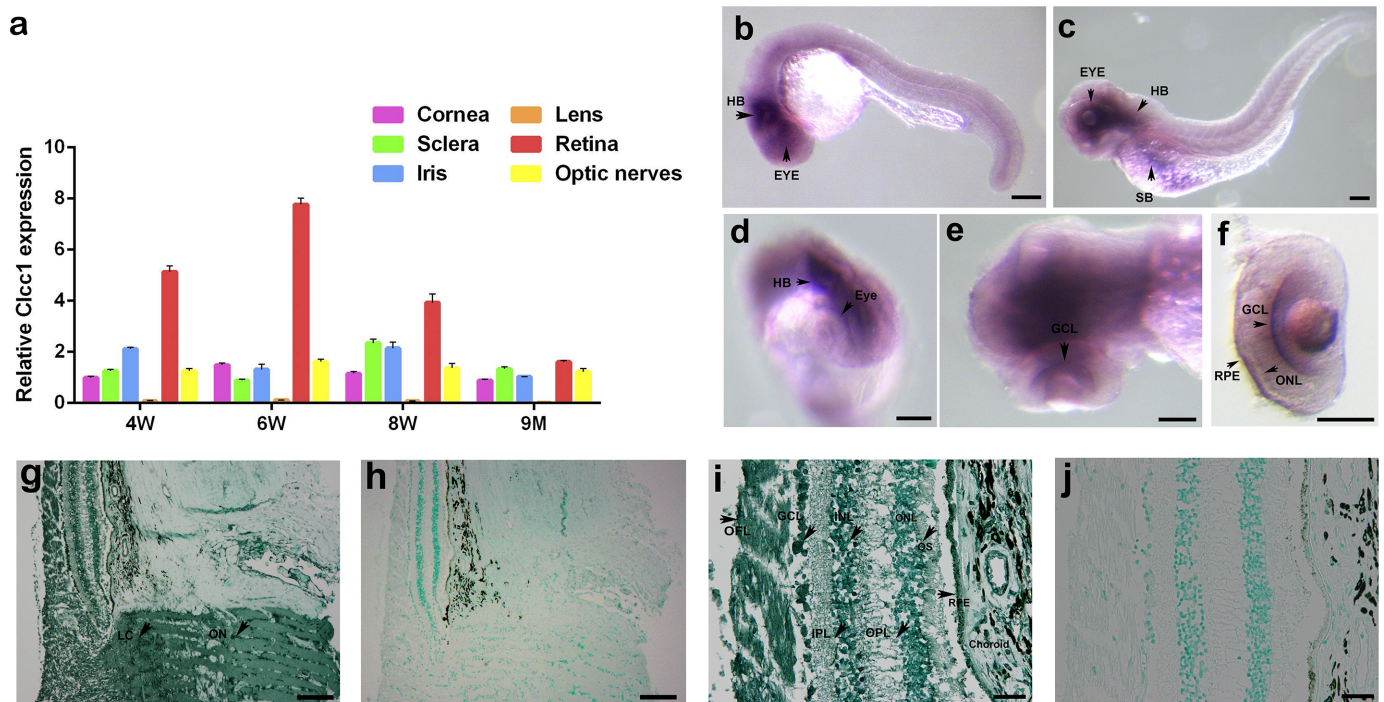 a
Relative Clcc1 expression
10
8
6
4
2
0
Cornea
Sclera
Iris
Lens
Retina
Optic nerves
4W
6W
8W
9M
b
HB
EYE
c
EYE
HB
SB
d
HB
Eye
e
GCL
f
GCL
RPE
ONL
g
LC
ON
h
i
OFL
GCL
INL
ONL
OS
RPE
IPL
OPL
Choroid
j